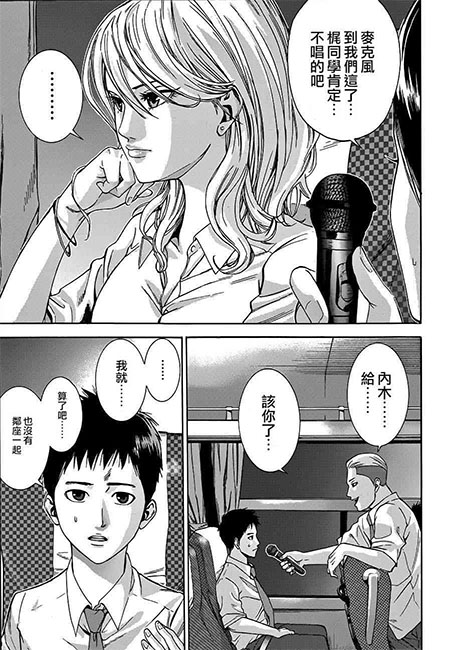 麥克風
到我們這了…
梶同學肯定…
不唱的吧
………
內木……
給…
該你了…
……
我就……
算了吧……
也沒有
鄰座一起